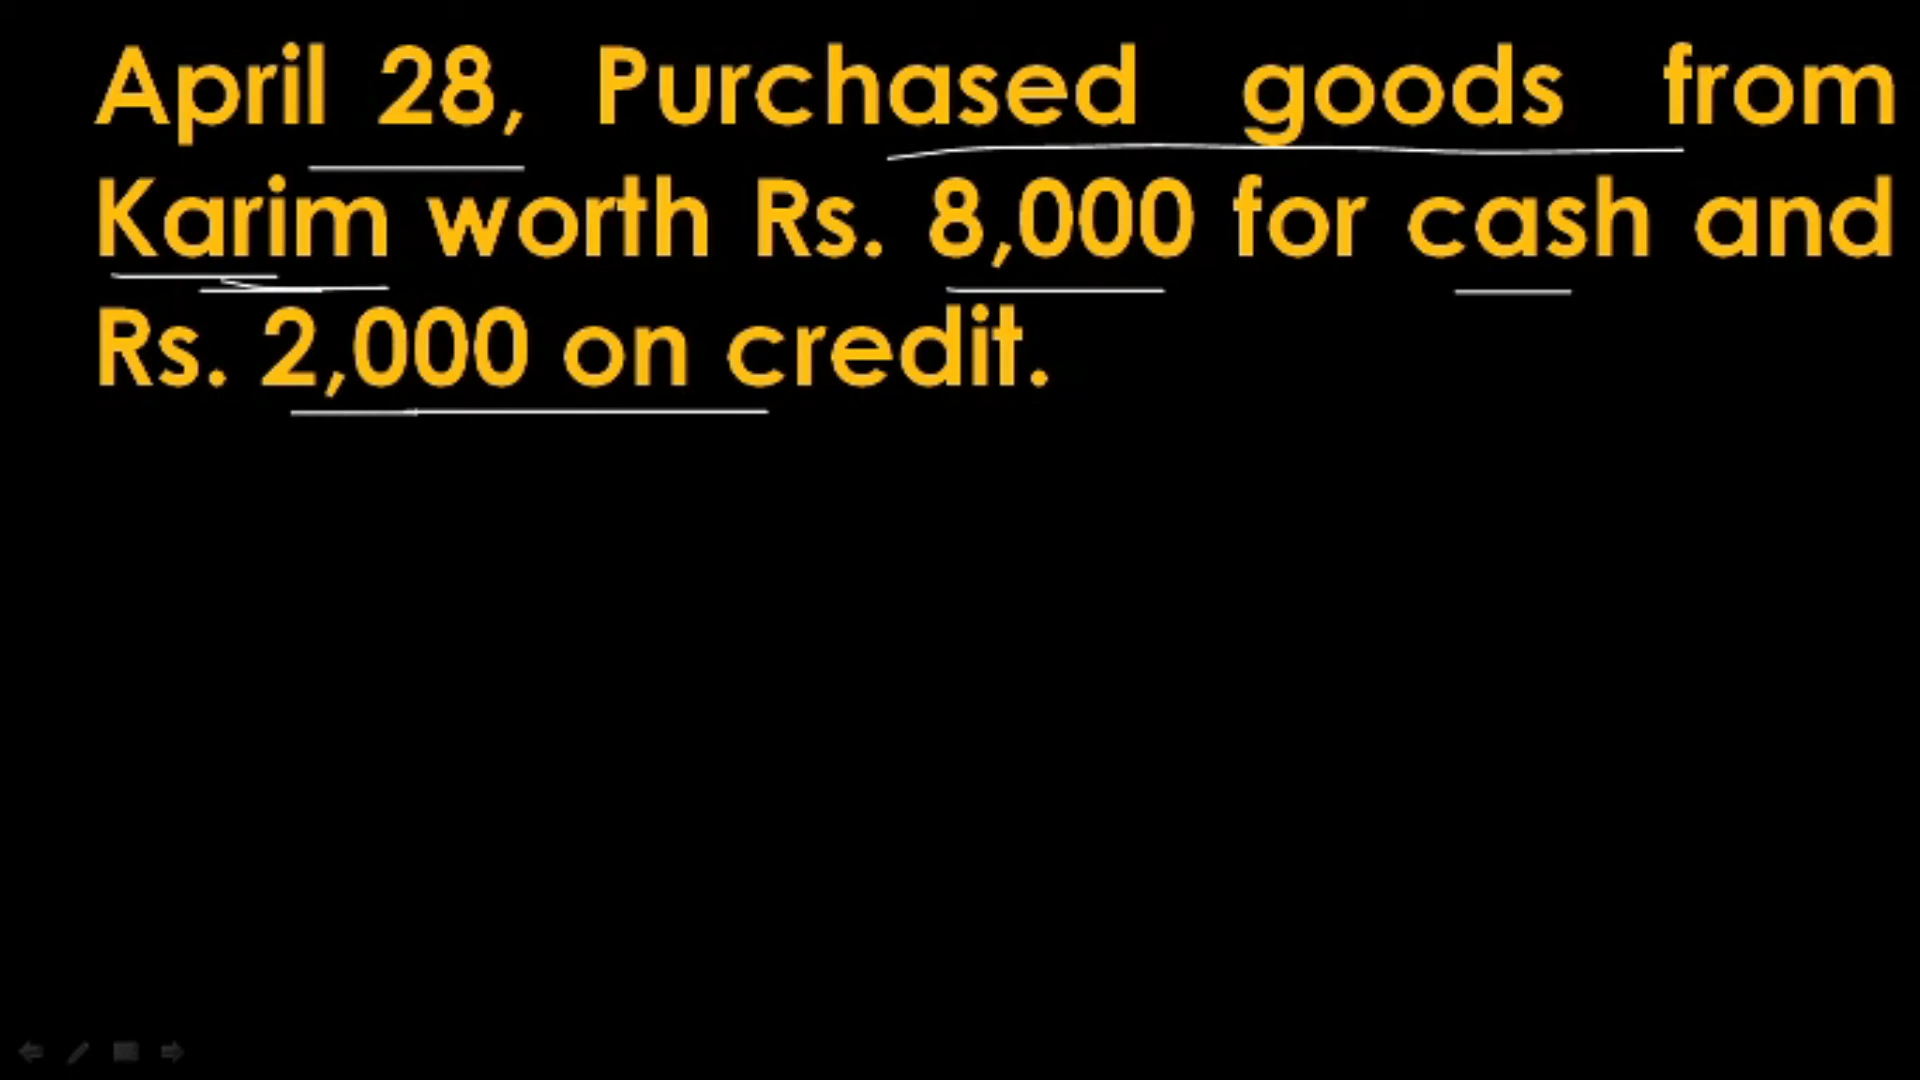 April 28, Purchased goods from
Karim worth Rs. 8,000 for cash and
Rs. 2,000 on credit.